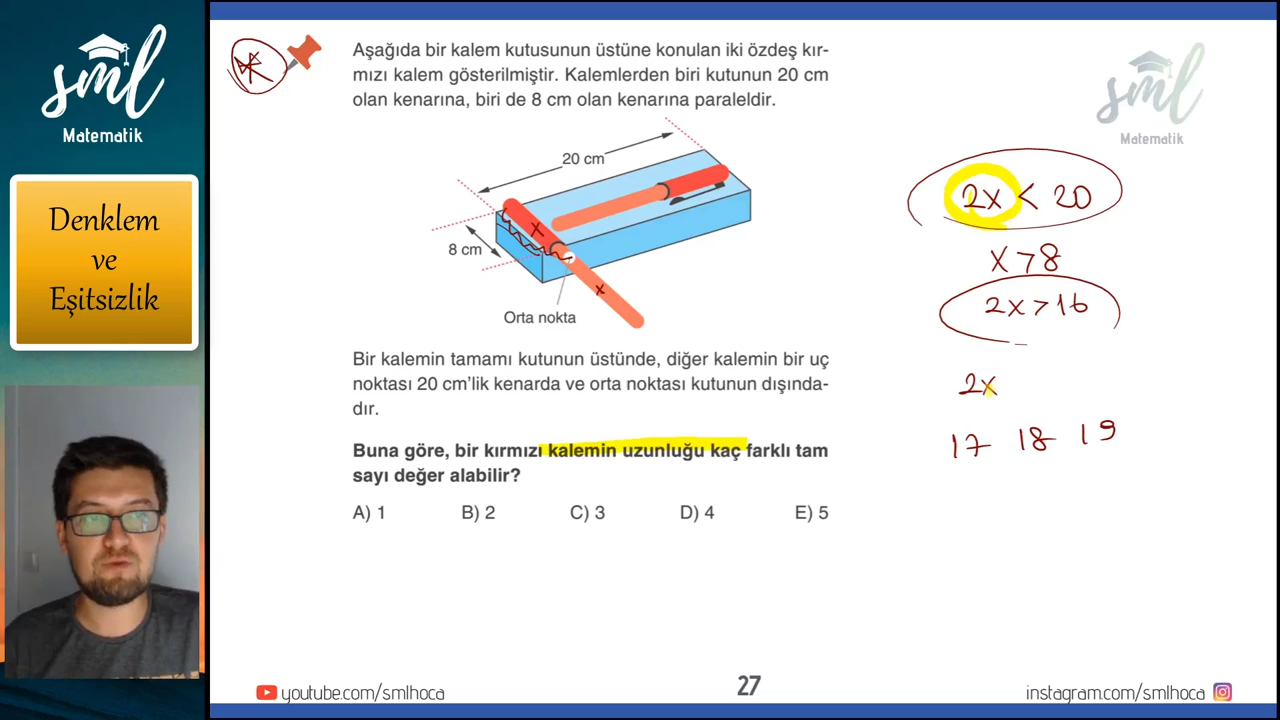 sml
Matematik
Denklem
ve
Eşitsizlik
Aşağıda bir kalem kutusunun üstüne konulan iki özdeş kır-
mızı kalem gösterilmiştir. Kalemlerden biri kutunun 20 cm
olan kenarına, biri de 8 cm olan kenarına paraleldir.
20 cm
8 cm
x
x
Orta nokta
Bir kalemin tamamı kutunun üstünde, diğer kalemin bir uç
noktası 20 cm’lik kenarda ve orta noktası kutunun dışında-
dır.
Buna göre, bir kırmızı kalemin uzunluğu kaç farklı tam
sayı değer alabilir?
A) 1 B) 2 C) 3 D) 4 E) 5
sml
Matematik
2x < 20
x > 8
2x > 16
2x
17 18 19
youtube.com/smlhoca
27
instagram.com/smlhoca